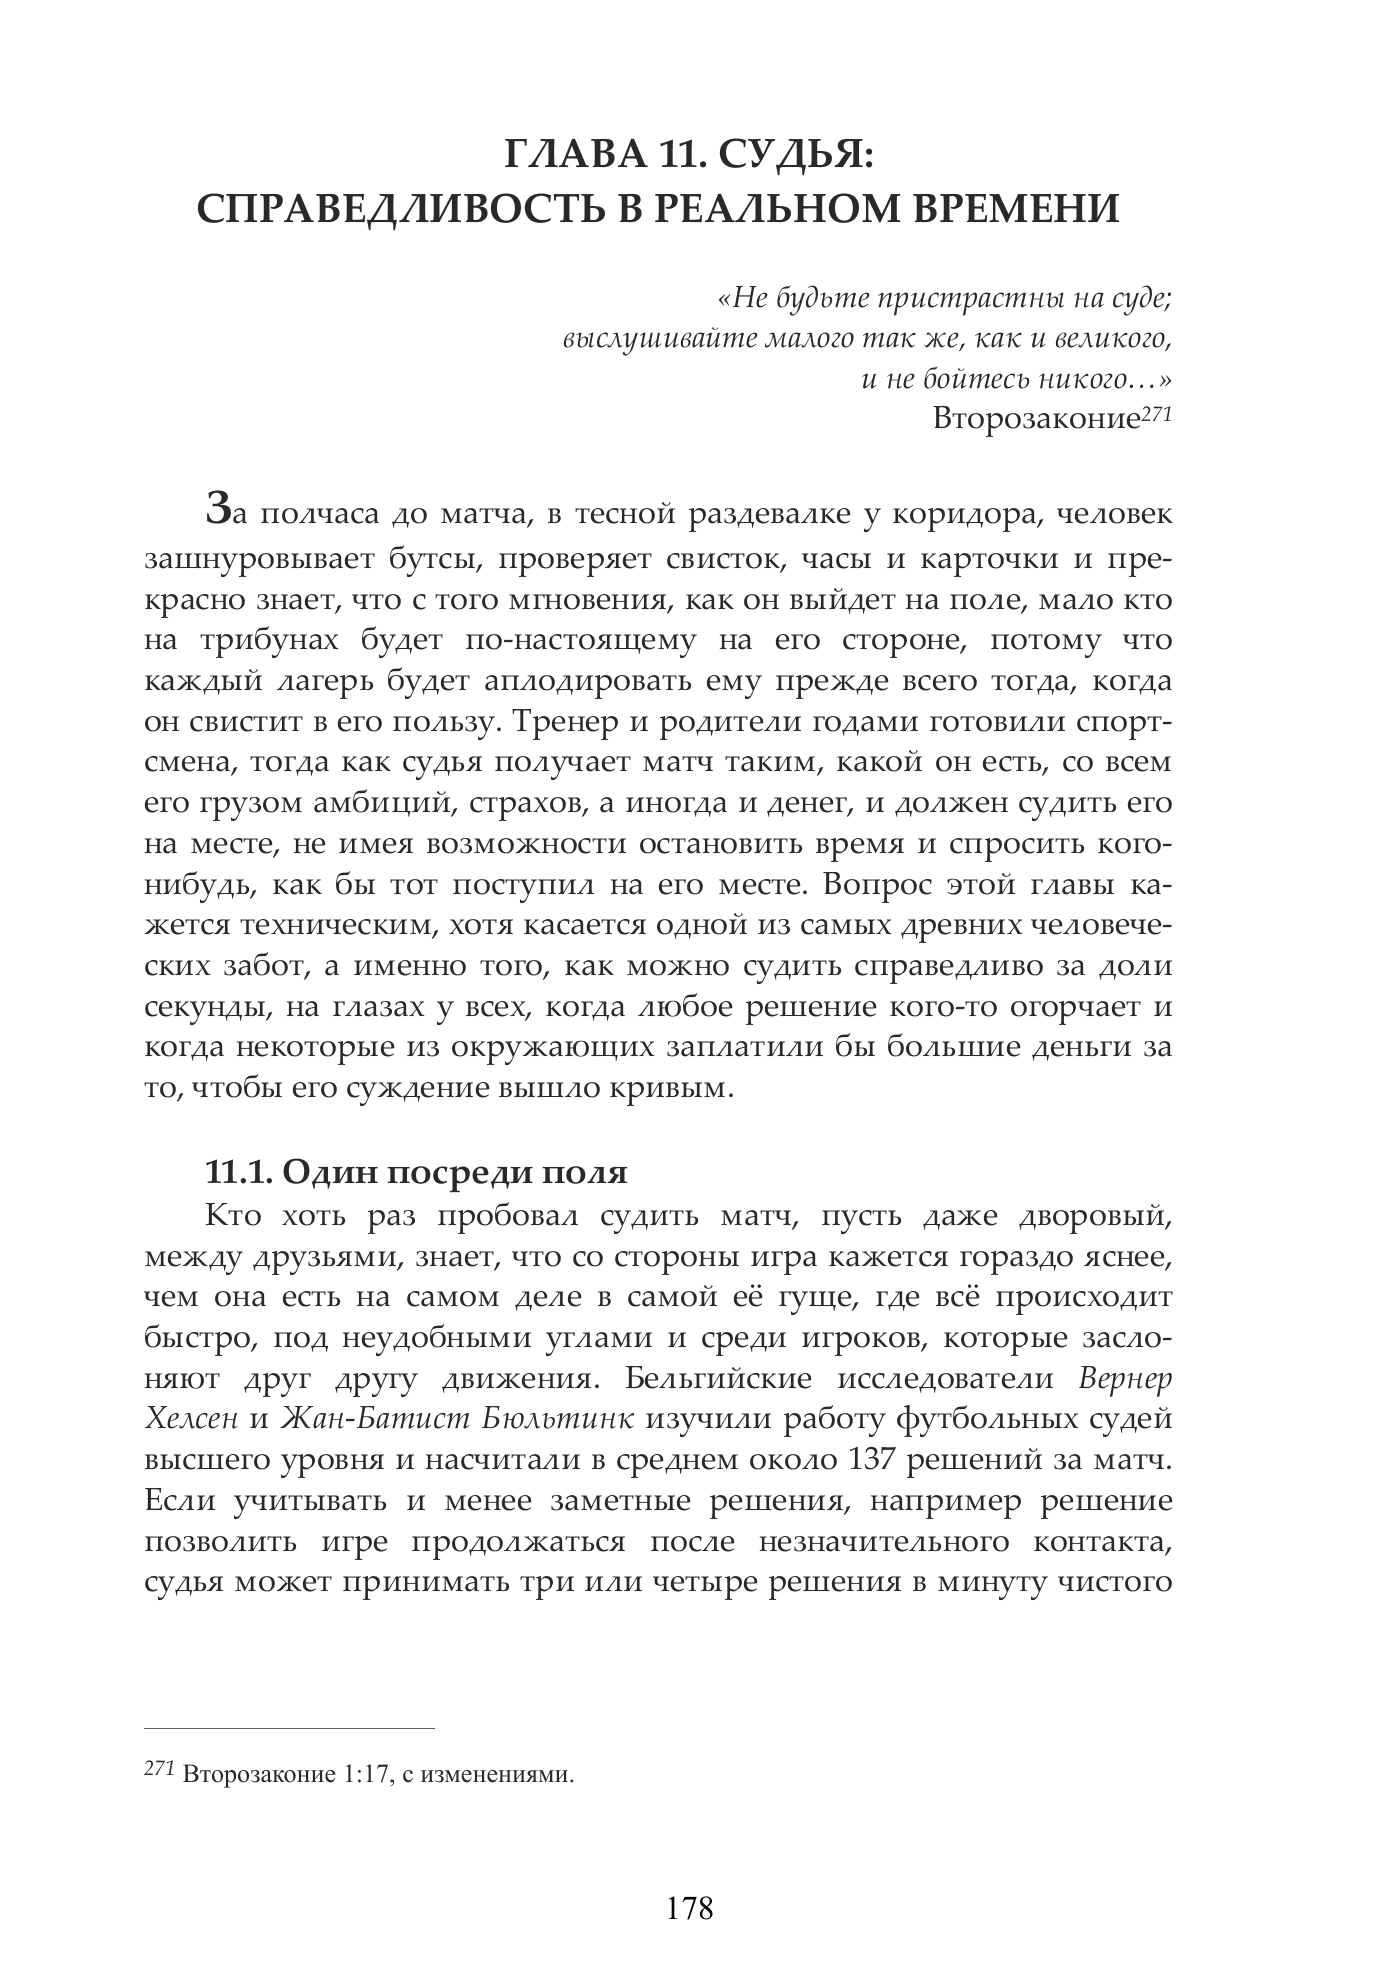 ГЛАВА 11. СУДЬЯ:
СПРАВЕДЛИВОСТЬ В РЕАЛЬНОМ ВРЕМЕНИ
«Не будьте пристрастны на суде;
выслушивайте малого так же, как и великого,
и не бойтесь никого…»
Второзаконие271
За полчаса до матча, в тесной раздевалке у коридора, человек
зашнуровывает бутсы, проверяет свисток, часы и карточки и пре-
красно знает, что с того мгновения, как он выйдет на поле, мало кто
на трибунах будет по-настоящему на его стороне, потому что
каждый лагерь будет аплодировать ему прежде всего тогда, когда
он свистит в его пользу. Тренер и родители годами готовили спорт-
смена, тогда как судья получает матч таким, какой он есть, со всем
его грузом амбиций, страхов, а иногда и денег, и должен судить его
на месте, не имея возможности остановить время и спросить кого-
нибудь, как бы тот поступил на его месте. Вопрос этой главы ка-
жется техническим, хотя касается одной из самых древних человече-
ских забот, а именно того, как можно судить справедливо за доли
секунды, на глазах у всех, когда любое решение кого-то огорчает и
когда некоторые из окружающих заплатили бы большие деньги за
то, чтобы его суждение вышло кривым.
11.1. Один посреди поля
Кто хоть раз пробовал судить матч, пусть даже дворовый,
между друзьями, знает, что со стороны игра кажется гораздо яснее,
чем она есть на самом деле в самой её гуще, где всё происходит
быстро, под неудобными углами и среди игроков, которые засло-
няют друг другу движения. Бельгийские исследователи Вернер
Хелсен и Жан-Батист Бюльтинк изучили работу футбольных судей
высшего уровня и насчитали в среднем около 137 решений за матч.
Если учитывать и менее заметные решения, например решение
позволить игре продолжаться после незначительного контакта,
судья может принимать три или четыре решения в минуту чистого
271 Второзаконие 1:17, с изменениями.
178